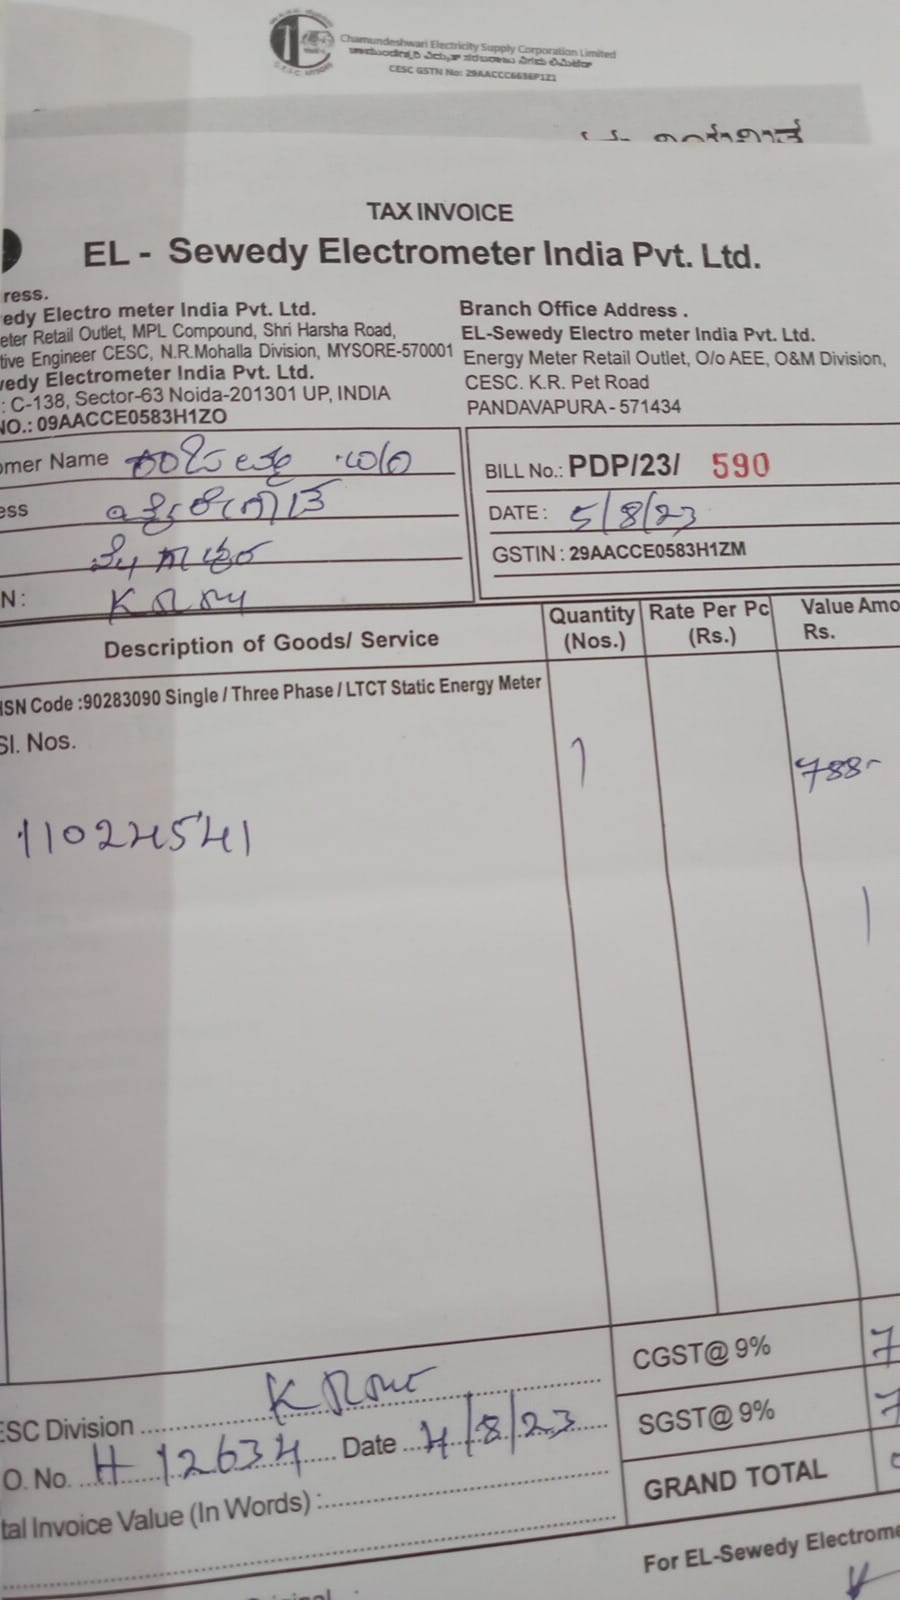 Chamundeshwari Electricity Supply Corporation Limited
CESC GSTN No: 29AACCC6636P1Z1
TAX INVOICE
EL - Sewedy Electrometer India Pvt. Ltd.
ress.
edy Electro meter India Pvt. Ltd.
eter Retail Outlet, MPL Compound, Shri Harsha Road,
tive Engineer CESC, N.R.Mohalla Division, MYSORE-570001
vedy Electrometer India Pvt. Ltd.
: C-138, Sector-63 Noida-201301 UP, INDIA
NO.: 09AACCE0583H1ZO
Branch Office Address .
EL-Sewedy Electro meter India Pvt. Ltd.
Energy Meter Retail Outlet, O/o AEE, O&M Division,
CESC. K.R. Pet Road
PANDAVAPURA - 571434
omer Name
ess
N :
BILL No.: PDP/23/ 590
DATE : 5/8/23
GSTIN : 29AACCE0583H1ZM
Description of Goods/ Service
Quantity (Nos.)
Rate Per Pc (Rs.)
Value Amo
Rs.
HSN Code :90283090 Single / Three Phase / LTCT Static Energy Meter
Sl. Nos.
1
788-
11024541
CGST@ 9% 7
SGST@ 9% 7
GRAND TOTAL
ESC Division
O. No. H 12634 Date 4/8/23
tal Invoice Value (In Words) :
For EL-Sewedy Electrome